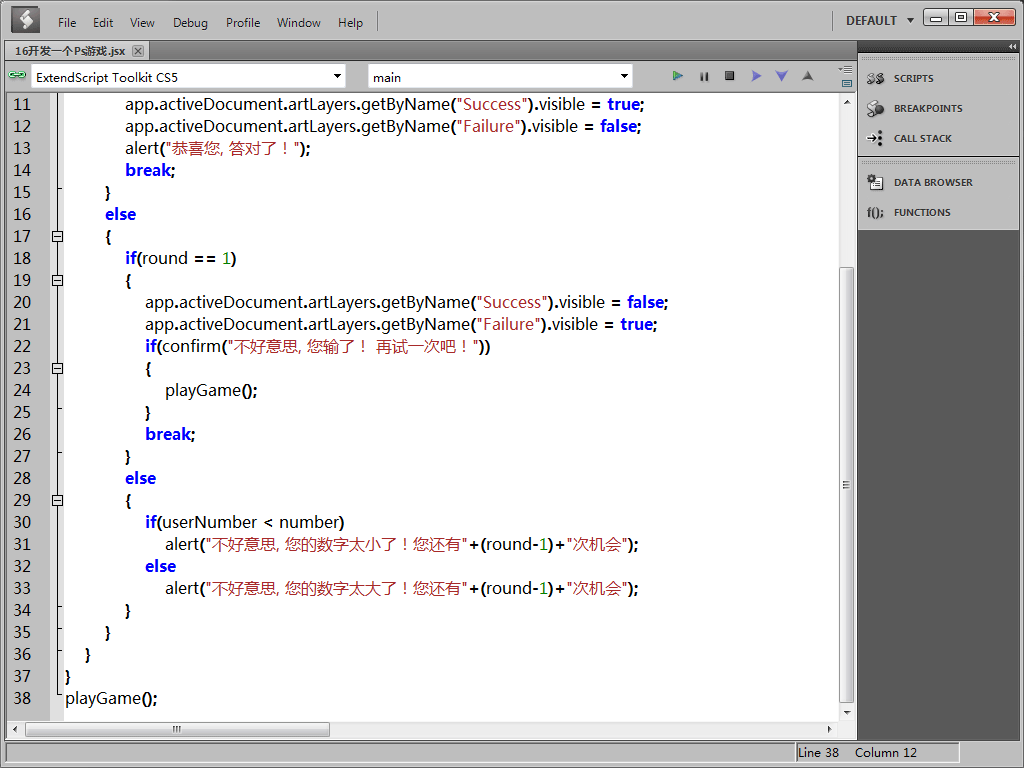 File Edit View Debug Profile Window Help DEFAULT
16开发一个Ps游戏.jsx
ExtendScript Toolkit CS5 main
11 app.activeDocument.artLayers.getByName("Success").visible = true;
12 app.activeDocument.artLayers.getByName("Failure").visible = false;
13 alert("恭喜您, 答对了！");
14 break;
15 }
16 else
17 {
18 if(round == 1)
19 {
20 app.activeDocument.artLayers.getByName("Success").visible = false;
21 app.activeDocument.artLayers.getByName("Failure").visible = true;
22 if(confirm("不好意思, 您输了！ 再试一次吧！"))
23 {
24 playGame();
25 }
26 break;
27 }
28 else
29 {
30 if(userNumber < number)
31 alert("不好意思, 您的数字太小了！您还有"+(round-1)+"次机会");
32 else
33 alert("不好意思, 您的数字太大了！您还有"+(round-1)+"次机会");
34 }
35 }
36 }
37 }
38 playGame();
SCRIPTS
BREAKPOINTS
CALL STACK
DATA BROWSER
f(); FUNCTIONS
Line 38 Column 12